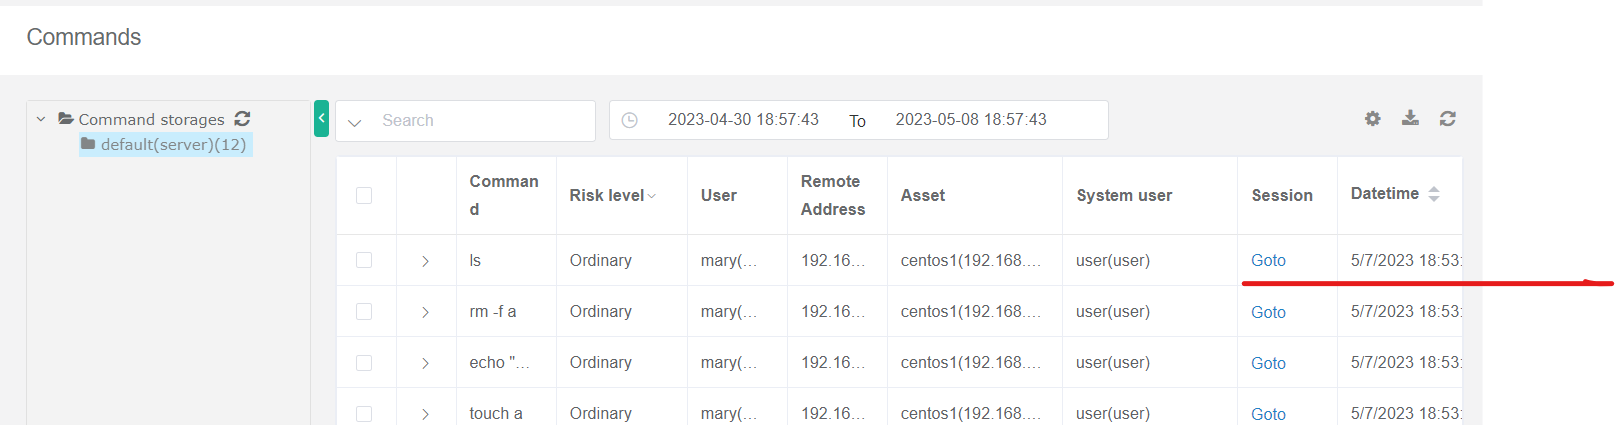 Commands
Command storages
default(server)(12)
Search
2023-04-30 18:57:43 To 2023-05-08 18:57:43
Comman
d
Risk level
User
Remote
Address
Asset
System user
Session
Datetime
ls Ordinary mary(... 192.16... centos1(192.168.... user(user) Goto 5/7/2023 18:53:
rm -f a Ordinary mary(... 192.16... centos1(192.168.... user(user) Goto 5/7/2023 18:53:
echo "... Ordinary mary(... 192.16... centos1(192.168.... user(user) Goto 5/7/2023 18:53:
touch a Ordinary mary(... 192.16... centos1(192.168.... user(user) Goto 5/7/2023 18:53: